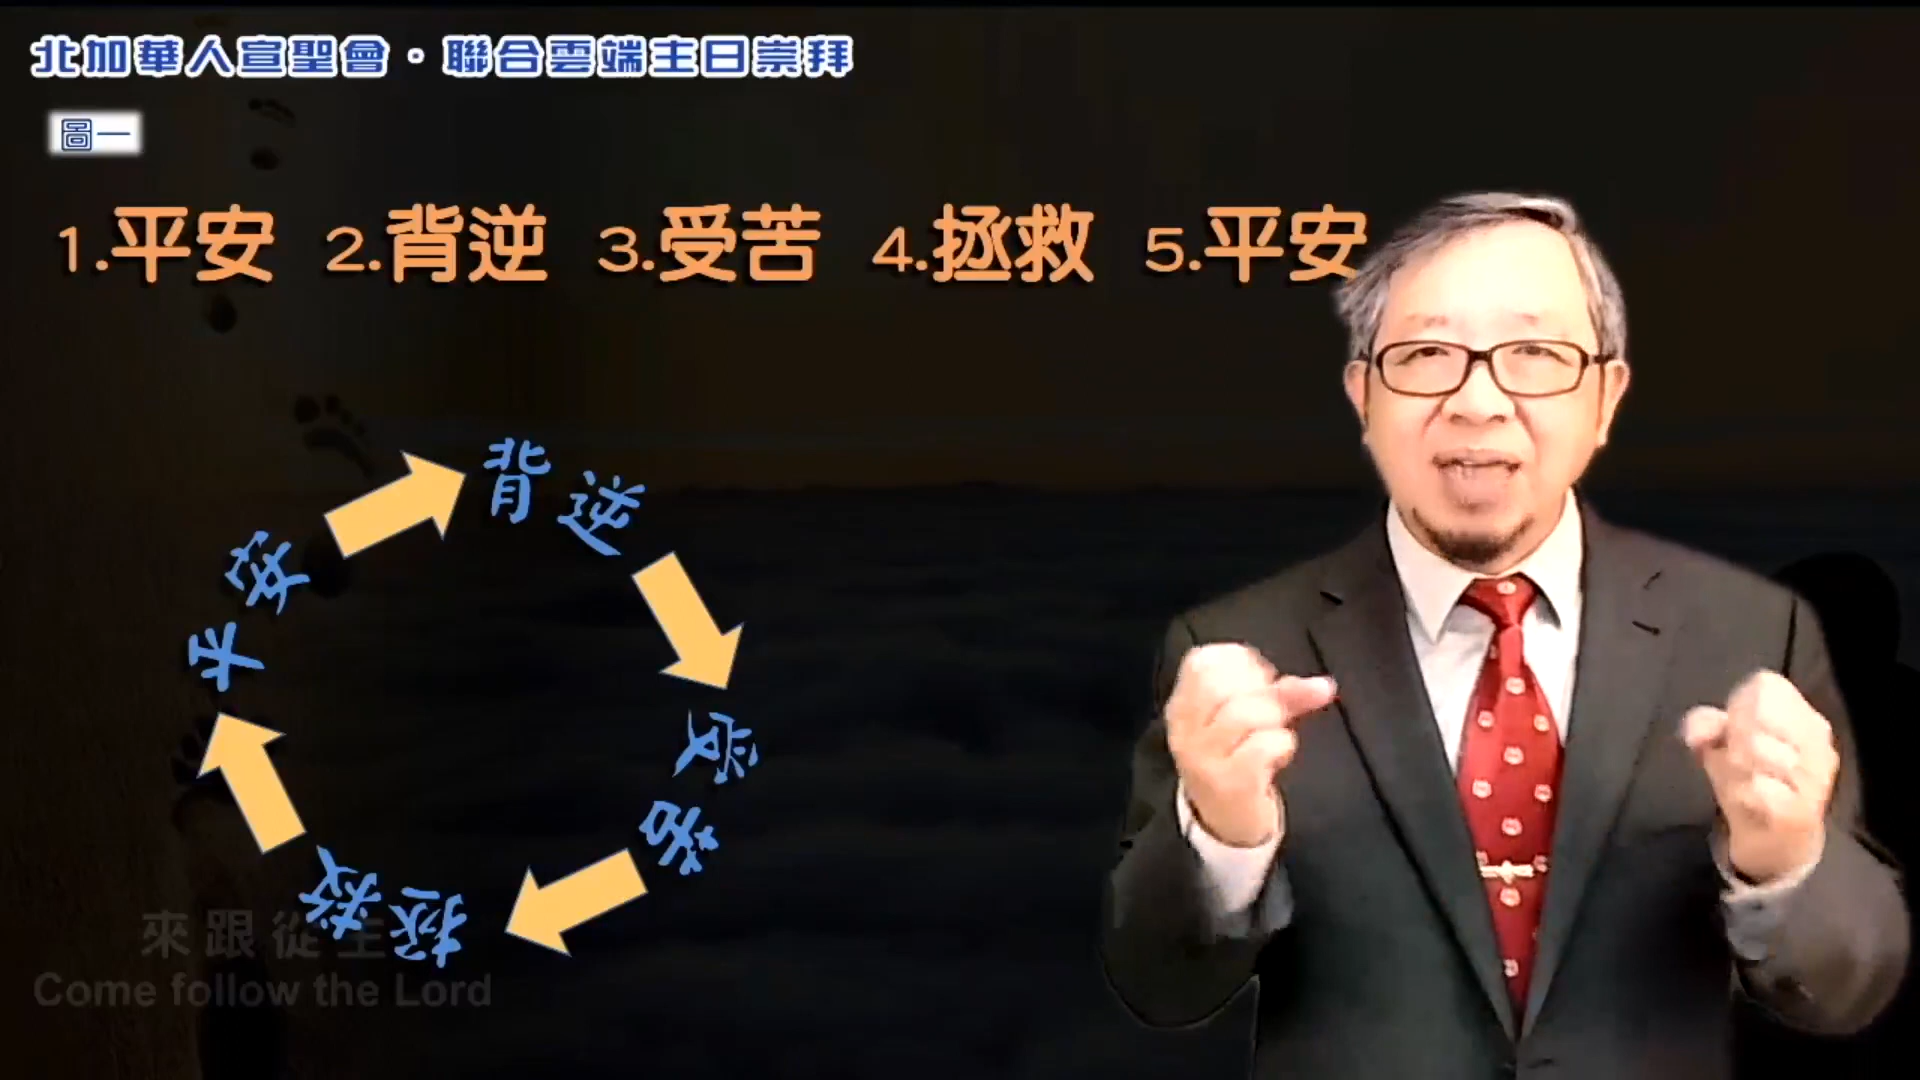 北加華人宣聖會·聯合雲端主日崇拜
圖一
1.平安 2.背逆 3.受苦 4.拯救 5.平安
背逆
受苦
拯救
平安
來跟從主
Come follow the Lord